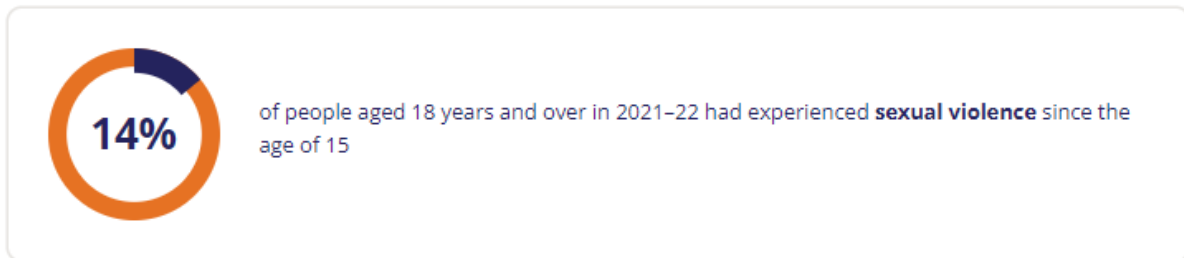 14%
of people aged 18 years and over in 2021–22 had experienced sexual violence since the
age of 15